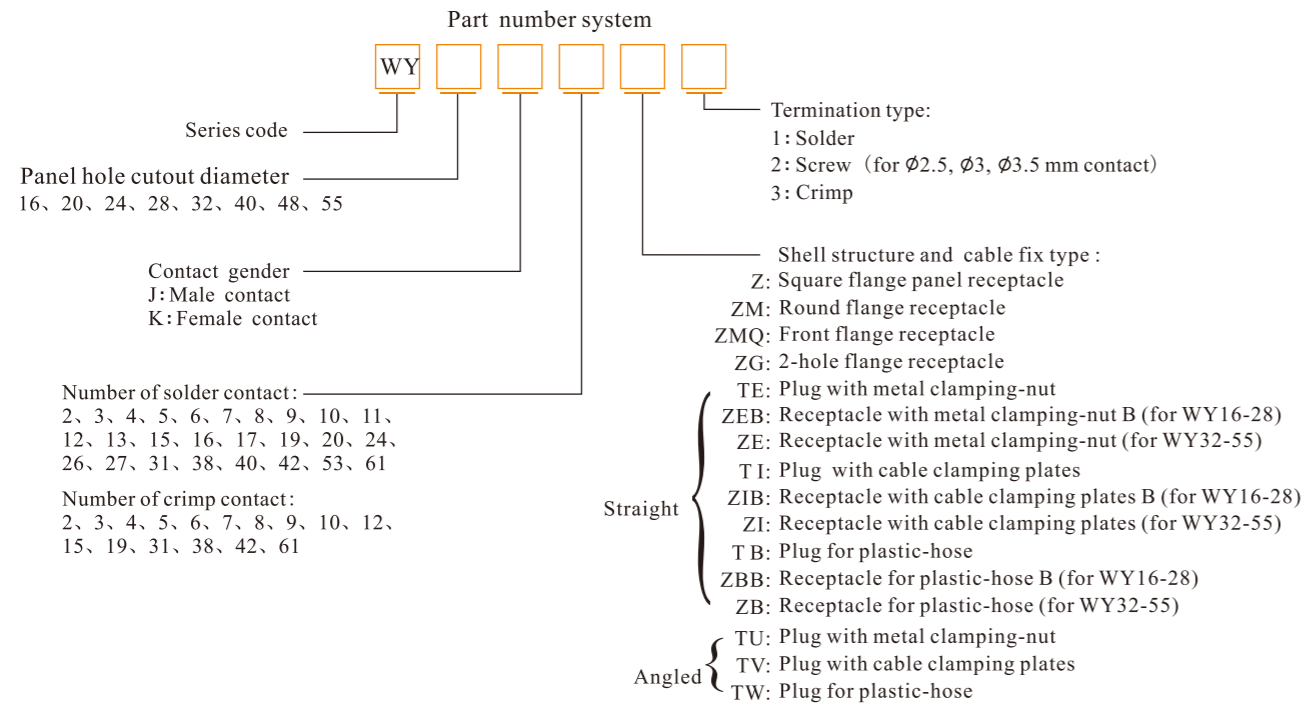 Part number system
WY
Series code
Panel hole cutout diameter
16、20、24、28、32、40、48、55
Contact gender
J:Male contact
K:Female contact
Number of solder contact:
2、3、4、5、6、7、8、9、10、11、
12、13、15、16、17、19、20、24、
26、27、31、38、40、42、53、61
Number of crimp contact:
2、3、4、5、6、7、8、9、10、12、
15、19、31、38、42、61
Termination type:
1:Solder
2:Screw (for Ø2.5, Ø3, Ø3.5 mm contact)
3:Crimp
Shell structure and cable fix type :
Z: Square flange panel receptacle
ZM: Round flange receptacle
ZMQ: Front flange receptacle
ZG: 2-hole flange receptacle
Straight
TE: Plug with metal clamping-nut
ZEB: Receptacle with metal clamping-nut B (for WY16-28)
ZE: Receptacle with metal clamping-nut (for WY32-55)
T I: Plug with cable clamping plates
ZIB: Receptacle with cable clamping plates B (for WY16-28)
ZI: Receptacle with cable clamping plates (for WY32-55)
T B: Plug for plastic-hose
ZBB: Receptacle for plastic-hose B (for WY16-28)
ZB: Receptacle for plastic-hose (for WY32-55)
Angled
TU: Plug with metal clamping-nut
TV: Plug with cable clamping plates
TW: Plug for plastic-hose